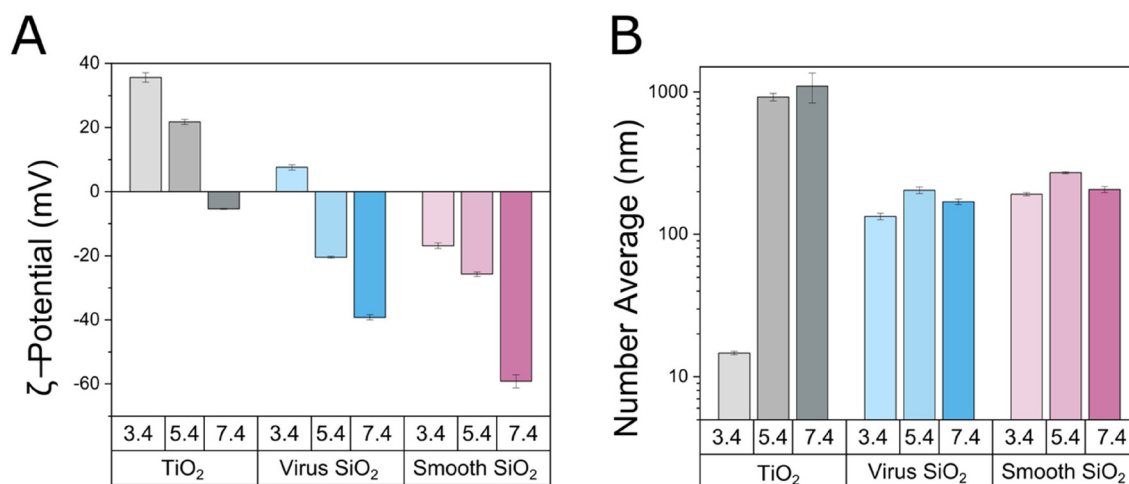 A
ζ–Potential (mV)
40
20
0
-20
-40
-60
3.4 5.4 7.4 3.4 5.4 7.4 3.4 5.4 7.4
TiO₂ Virus SiO₂ Smooth SiO₂
B
Number Average (nm)
1000
100
10
3.4 5.4 7.4 3.4 5.4 7.4 3.4 5.4 7.4
TiO₂ Virus SiO₂ Smooth SiO₂